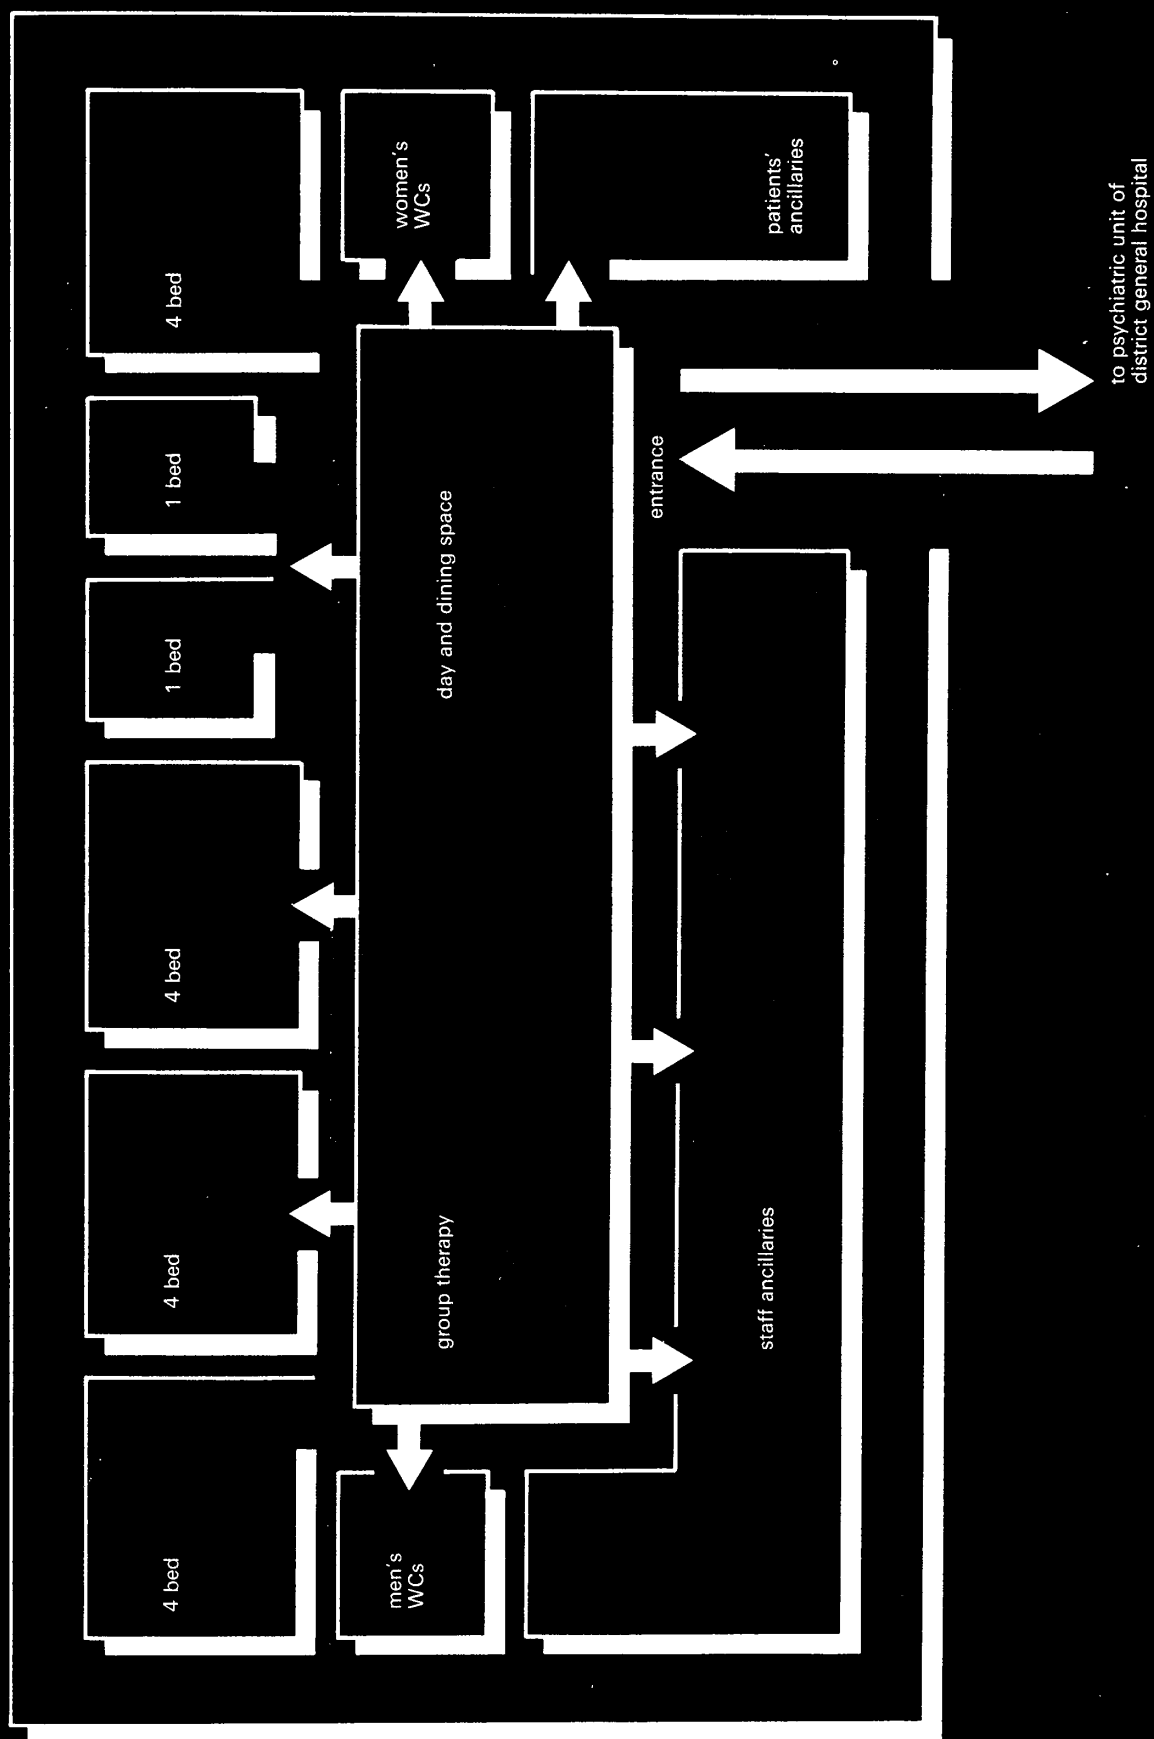 4 bed
4 bed
4 bed
1 bed
1 bed
4 bed
men's
WCs
group therapy
day and dining space
women's
WCs
entrance
staff ancillaries
patients'
ancillaries
to psychiatric unit of
district general hospital